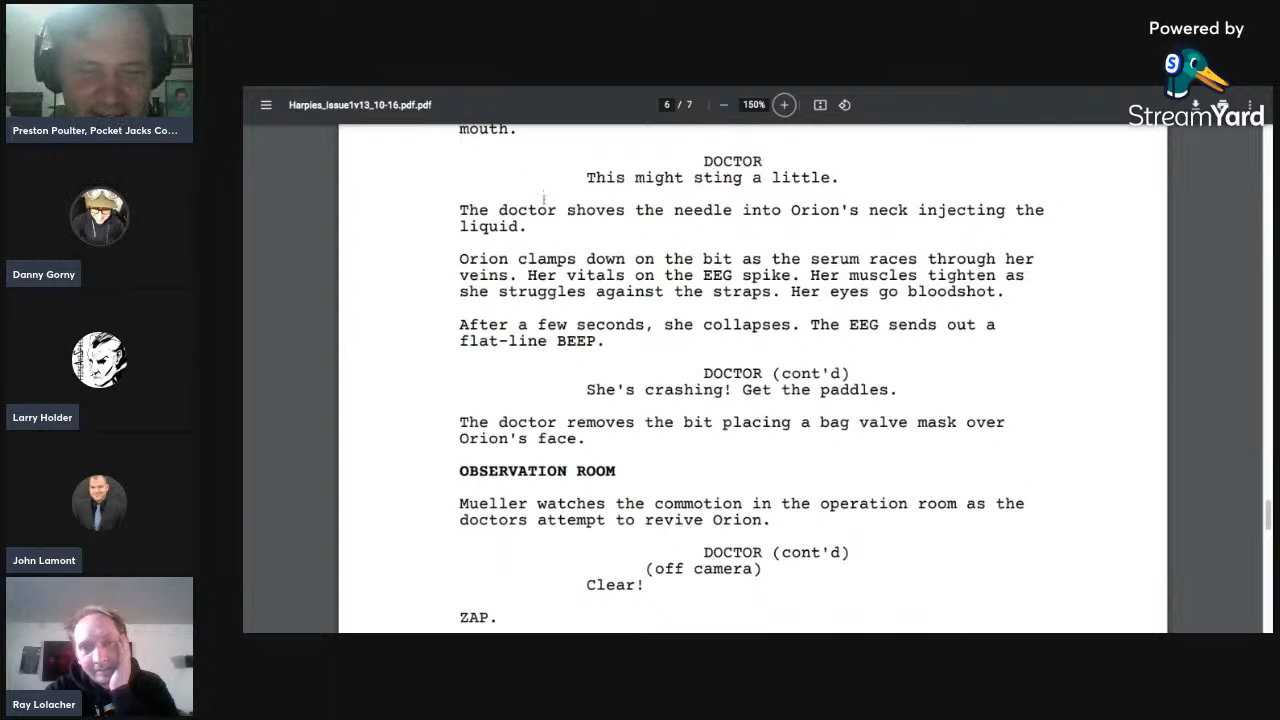 Powered by
StreamYard
Preston Poulter, Pocket Jacks Co...
Danny Gorny
Larry Holder
John Lamont
Ray Lolacher
Harpies_Issue1v13_10-16.pdf.pdf
6 / 7
150%
mouth.
DOCTOR
This might sting a little.
The doctor shoves the needle into Orion's neck injecting the
liquid.
Orion clamps down on the bit as the serum races through her
veins. Her vitals on the EEG spike. Her muscles tighten as
she struggles against the straps. Her eyes go bloodshot.
After a few seconds, she collapses. The EEG sends out a
flat-line BEEP.
DOCTOR (cont'd)
She's crashing! Get the paddles.
The doctor removes the bit placing a bag valve mask over
Orion's face.
OBSERVATION ROOM
Mueller watches the commotion in the operation room as the
doctors attempt to revive Orion.
DOCTOR (cont'd)
(off camera)
Clear!
ZAP.